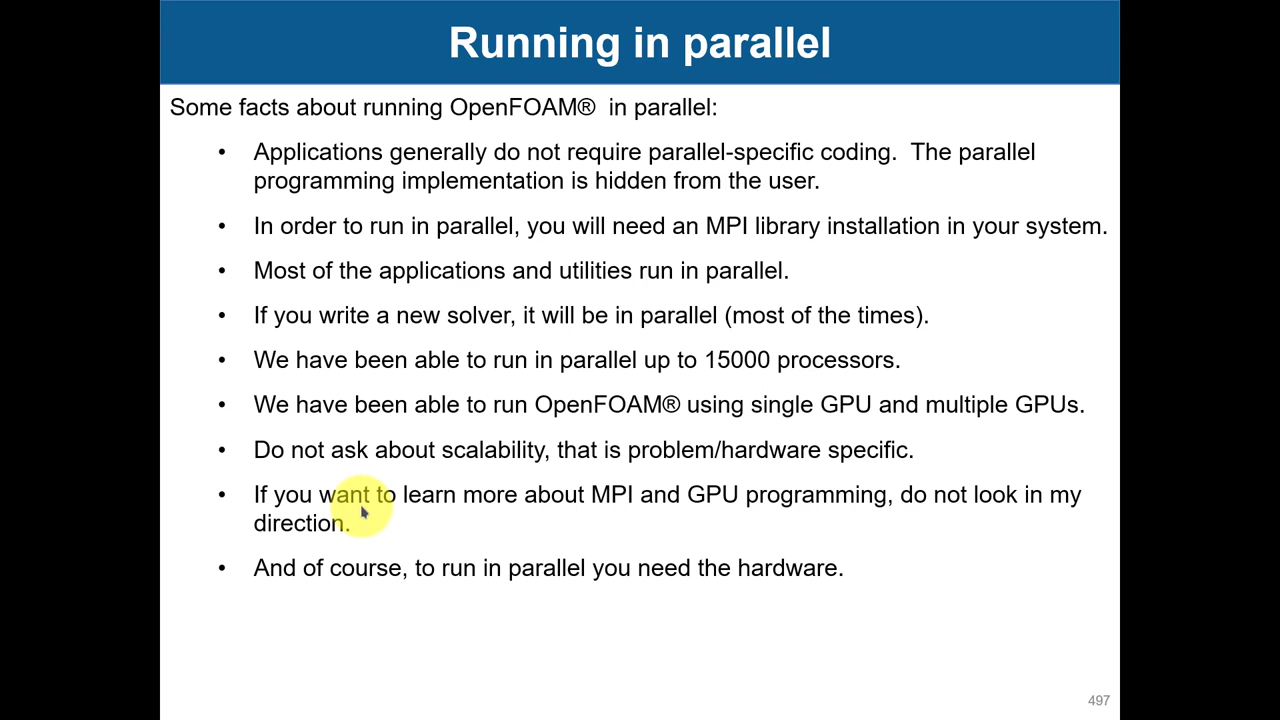 Running in parallel
Some facts about running OpenFOAM® in parallel:
• Applications generally do not require parallel-specific coding. The parallel
programming implementation is hidden from the user.
• In order to run in parallel, you will need an MPI library installation in your system.
• Most of the applications and utilities run in parallel.
• If you write a new solver, it will be in parallel (most of the times).
• We have been able to run in parallel up to 15000 processors.
• We have been able to run OpenFOAM® using single GPU and multiple GPUs.
• Do not ask about scalability, that is problem/hardware specific.
• If you want to learn more about MPI and GPU programming, do not look in my
direction.
• And of course, to run in parallel you need the hardware.
497